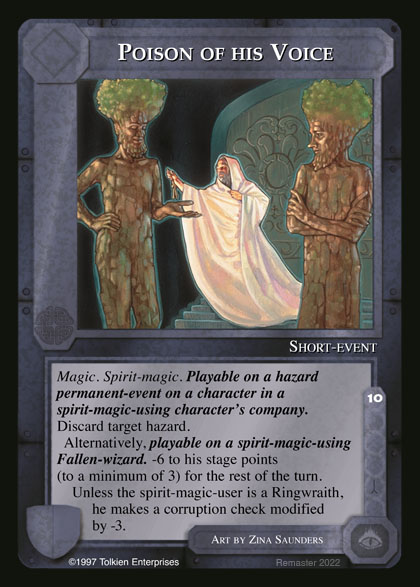 Poison of his Voice
Short-event
Magic. Spirit-magic. Playable on a hazard
permanent-event on a character in a
spirit-magic-using character's company.
Discard target hazard.
Alternatively, playable on a spirit-magic-using
Fallen-wizard. -6 to his stage points
(to a minimum of 3) for the rest of the turn.
Unless the spirit-magic-user is a Ringwraith,
he makes a corruption check modified
by -3.
10
Art by Zina Saunders
©1997 Tolkien Enterprises
Remaster 2022